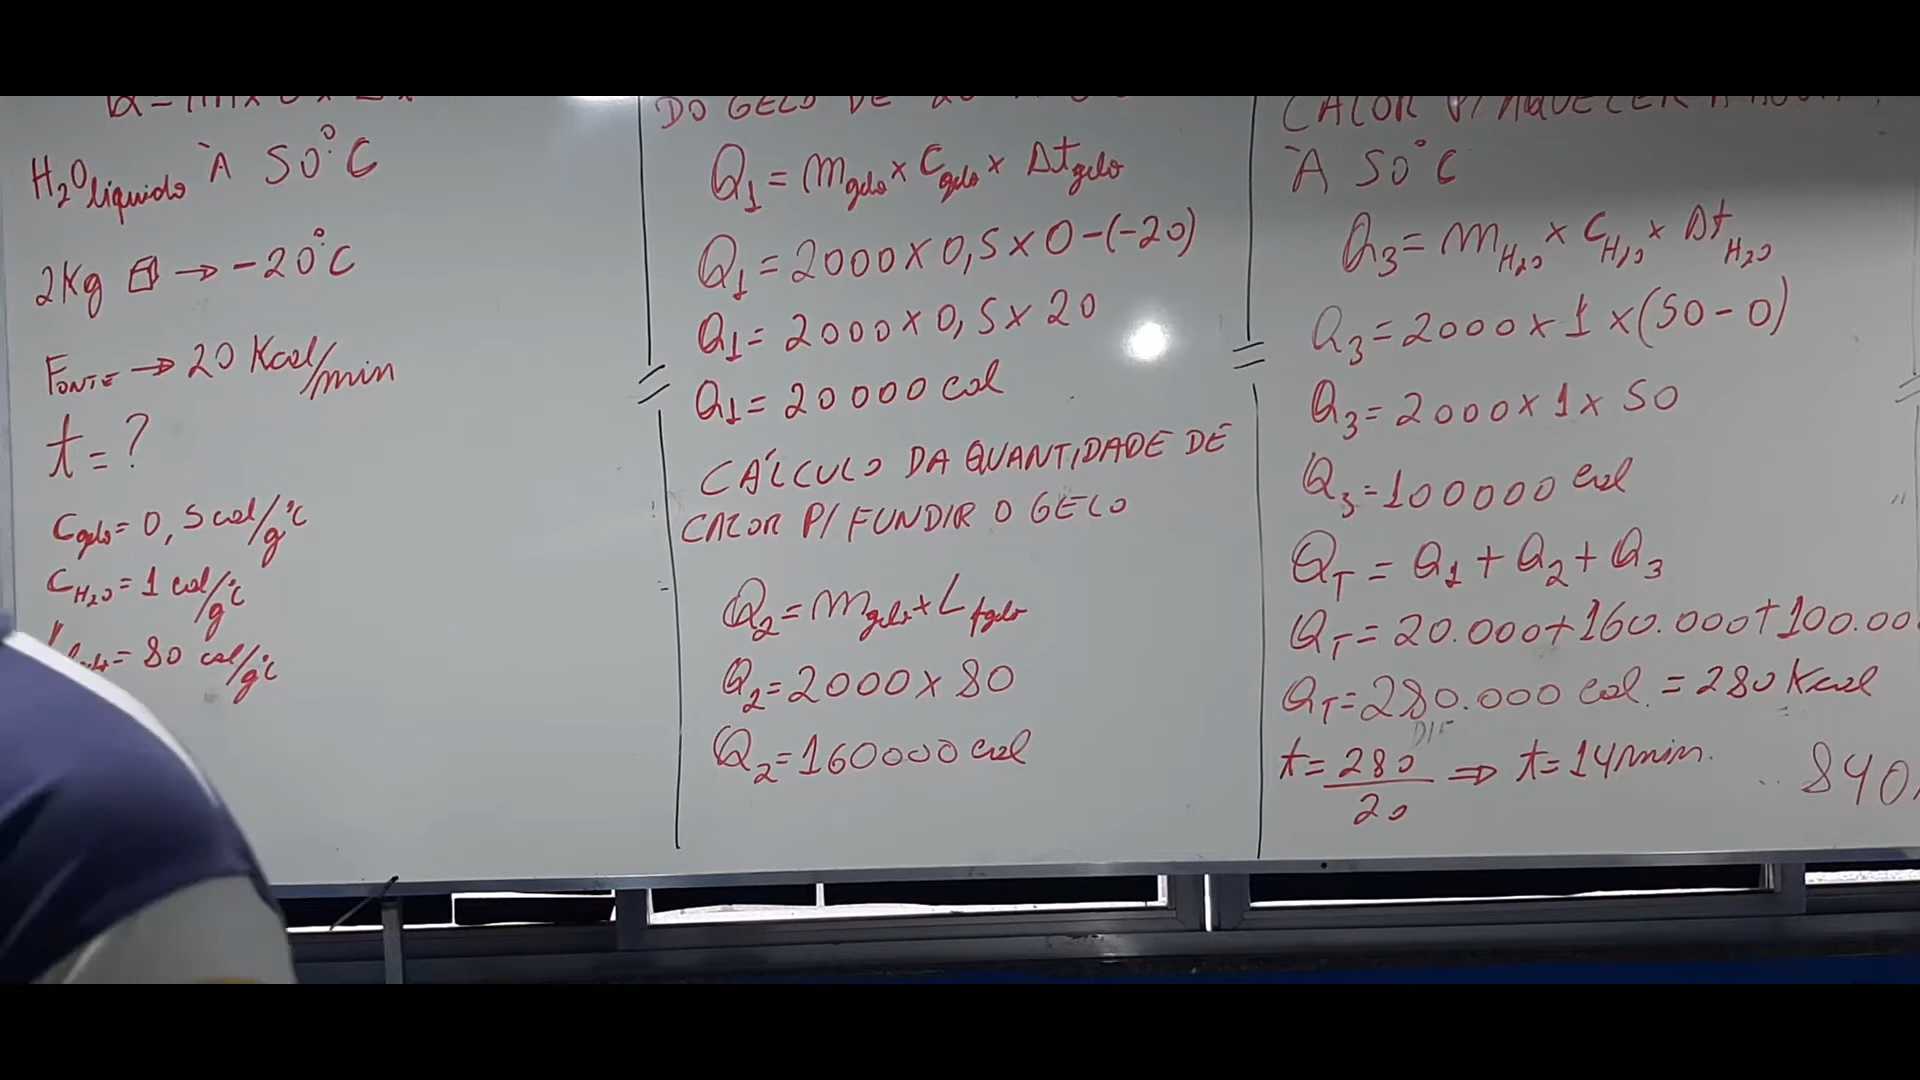 H₂O líquido À 50°C
2Kg → -20°C
FONTE → 20 Kcal/min
t = ?
Cgelo = 0,5 cal/g°C
CH₂O = 1 cal/g°C
= 80 cal/g°C
DO GELO DE
Q₁ = mgelo x Cgelo x Δtgelo
Q₁ = 2000 x 0,5 x 0-(-20)
Q₁ = 2000 x 0,5 x 20
Q₁ = 20000 cal
CÁLCULO DA QUANTIDADE DE
CALOR P/ FUNDIR O GELO
Q₂ = mgelo x Lfgelo
Q₂ = 2000 x 80
Q₂ = 160000 cal
CALOR P/ AQUECER A
À 50°C
Q₃ = mH₂O x CH₂O x ΔtH₂O
Q₃ = 2000 x 1 x (50-0)
Q₃ = 2000 x 1 x 50
Q₃ = 100000 cal
QT = Q₁ + Q₂ + Q₃
QT = 20.000 + 160.000 + 100.00
QT = 280.000 cal = 280 Kcal
t = 280/20 ⇒ t = 14 min.
840